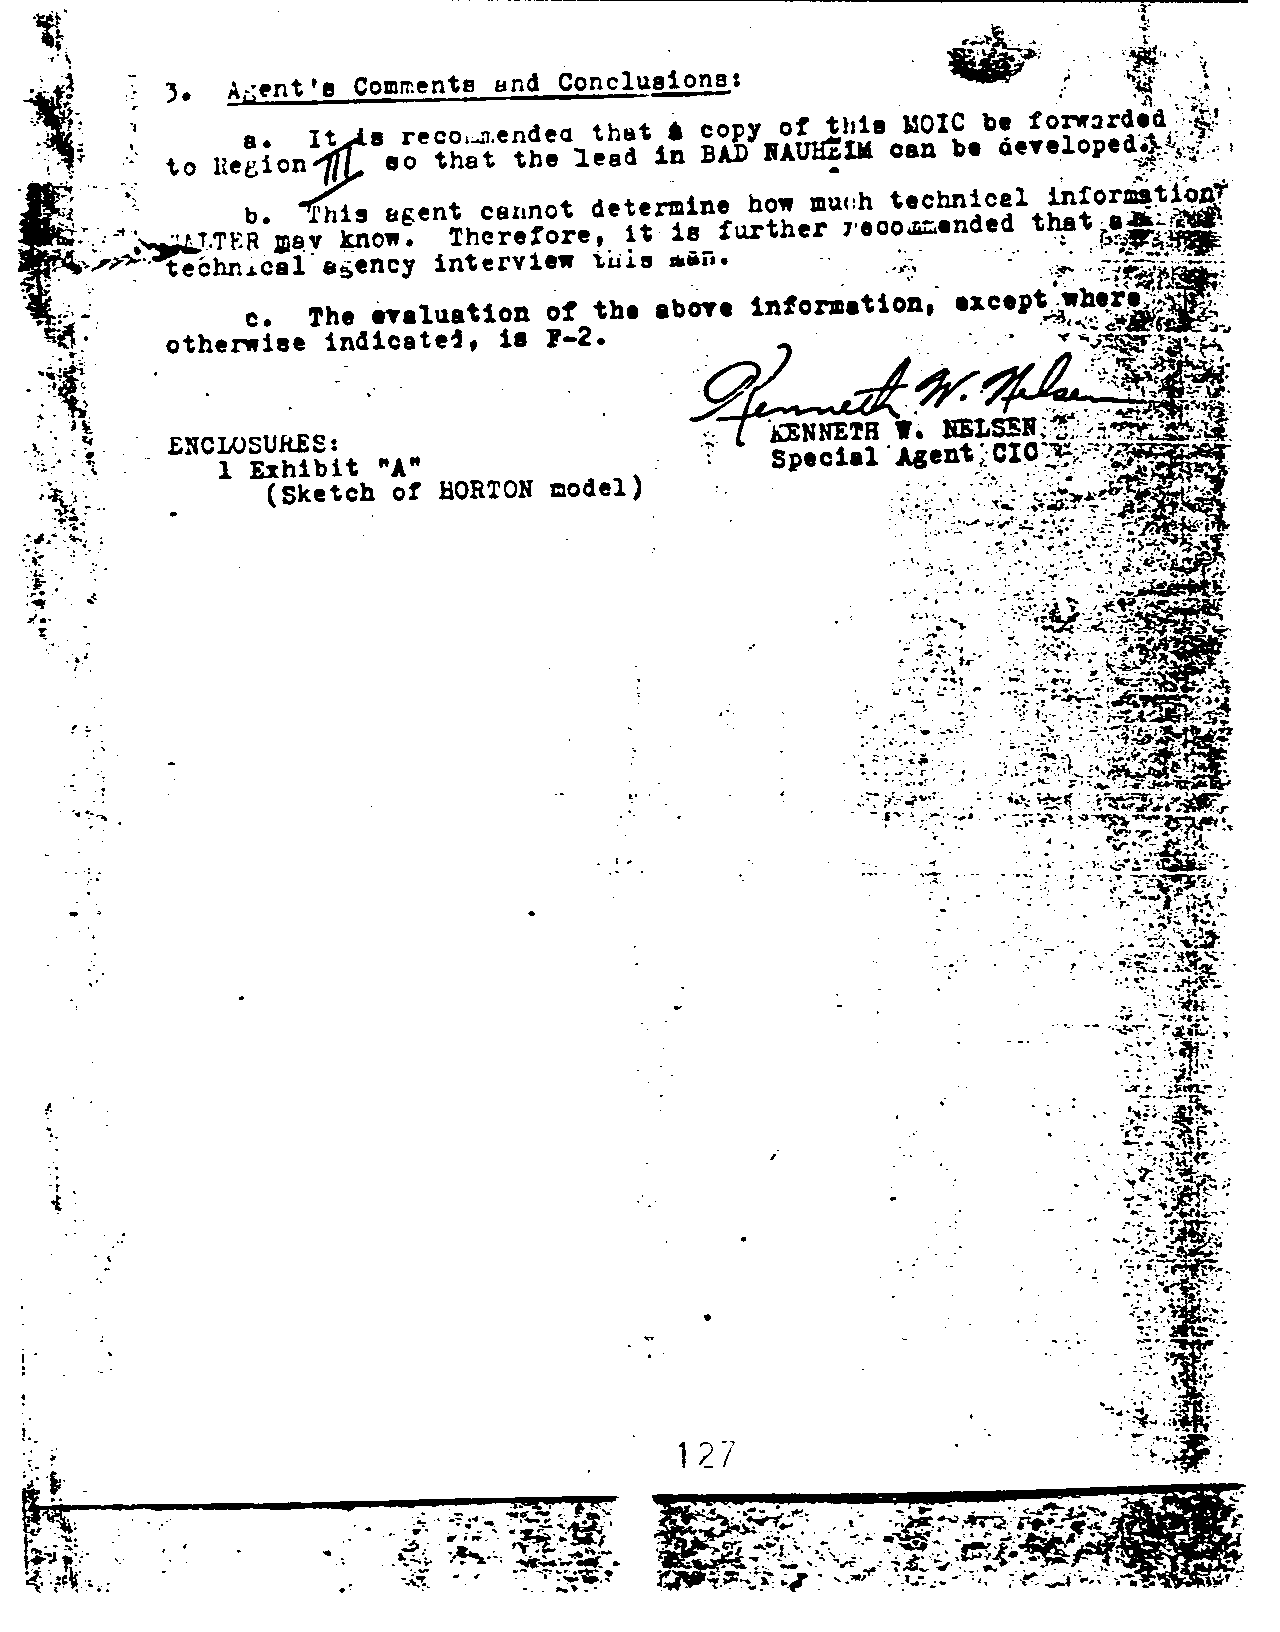 3. Agent's Comments and Conclusions:
a. It is recommended that a copy of this MOIC be forwarded
to Region III so that the lead in BAD NAUHEIM can be developed.
b. This agent cannot determine how much technical information
WALTER may know. Therefore, it is further recommended that a
technical agency interview this man.
c. The evaluation of the above information, except where
otherwise indicated, is F-2.
Kenneth W. Nelsen
KENNETH W. NELSEN
Special Agent, CIC
ENCLOSURES:
1 Exhibit "A"
(Sketch of HORTON model)
127